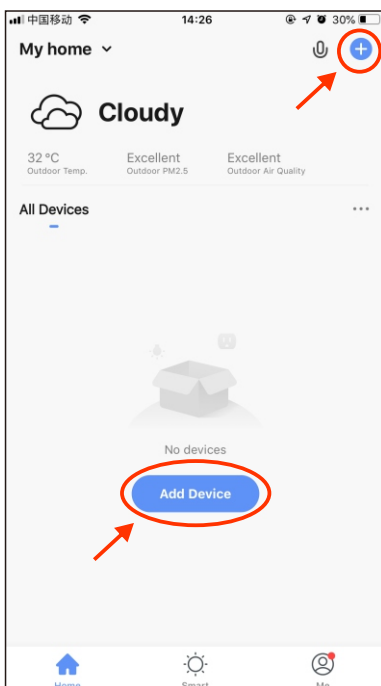 中国移动 14:26 30%
My home
Cloudy
32 °C Excellent Excellent
Outdoor Temp. Outdoor PM2.5 Outdoor Air Quality
All Devices
No devices
Add Device
Home Smart Me